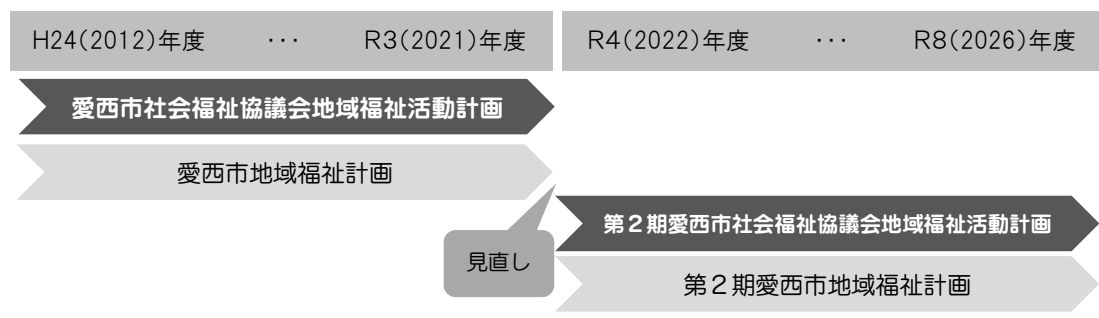 H24(2012)年度 ･･･ R3(2021)年度 R4(2022)年度 ･･･ R8(2026)年度
愛西市社会福祉協議会地域福祉活動計画
愛西市地域福祉計画
見直し
第２期愛西市社会福祉協議会地域福祉活動計画
第２期愛西市地域福祉計画